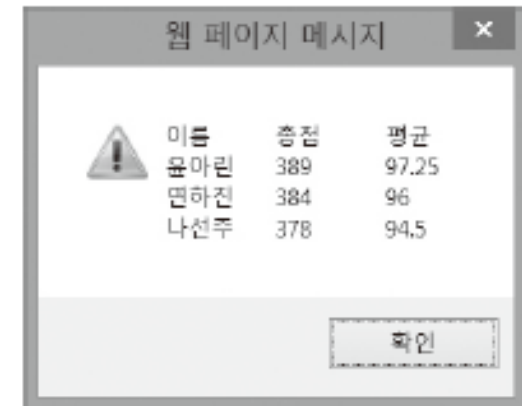 웹 페이지 메시지
이름 총점 평균
윤마린 389 97.25
연하진 384 96
나선주 378 94.5
확인